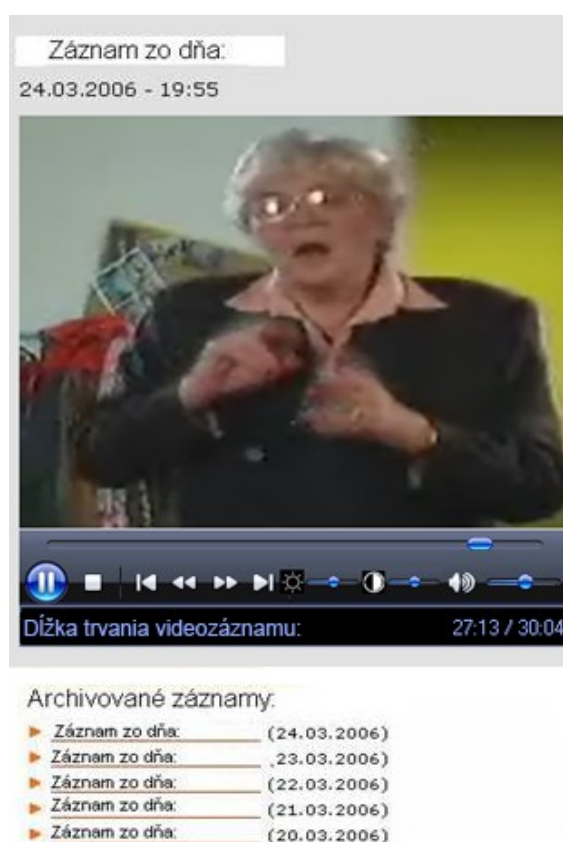 Záznam zo dňa:
24.03.2006 - 19:55
Dĺžka trvania videozáznamu: 27:13 / 30:04
Archivované záznamy:
Záznam zo dňa: (24.03.2006)
Záznam zo dňa: 23.03.2006)
Záznam zo dňa: (22.03.2006)
Záznam zo dňa: (21.03.2006)
Záznam zo dňa: (20.03.2006)